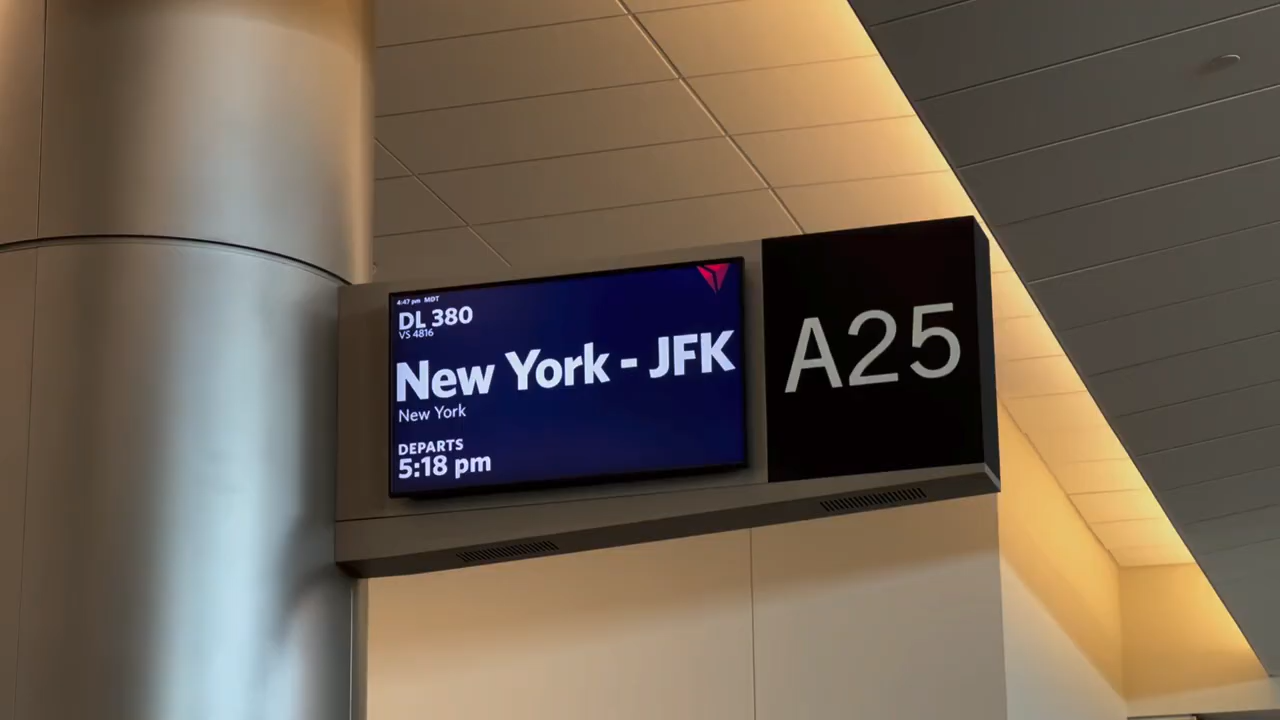 4:47 pm MDT
DL 380
VS 4816
New York - JFK
New York
DEPARTS
5:18 pm
A25